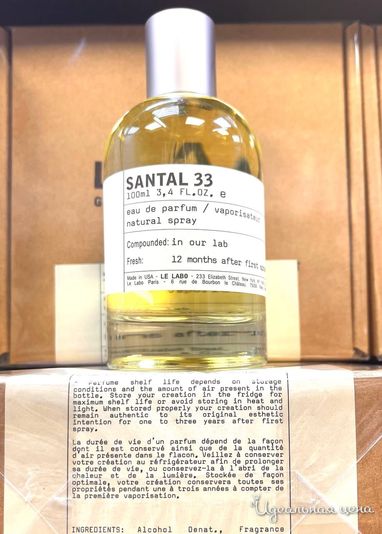 SANTAL 33
100ml 3,4 FL.OZ. e
eau de parfum / vaporisateur
natural spray
Compounded: in our lab
Fresh: 12 months after first
Made in USA - LE LABO - 233 Elizabeth Street, New York
Le Labo Paris - 6 rue de Bourbon le Château, 75006
- Perfume shelf life depends on storage
conditions and the amount of air present in the
bottle. Store your creation in the fridge for
maximum shelf life or avoid storing in heat and
light. When stored properly your creation should
remain authentic to its original esthetic
intention for one to three years after first
spray.
La durée de vie d'un parfum dépend de la façon
dont il est conservé ainsi que de la quantité
d'air présente dans le flacon. Veillez à conserver
votre création au réfrigérateur afin de prolonger
sa durée de vie, ou conservez-la à l'abri de la
chaleur et de la lumière. Stockée de façon
optimale, votre création conservera toutes ses
propriétés pendant une à trois années à compter de
la première vaporisation.
Идеальная цена
INGREDIENTS: Alcohol Denat., Fragrance